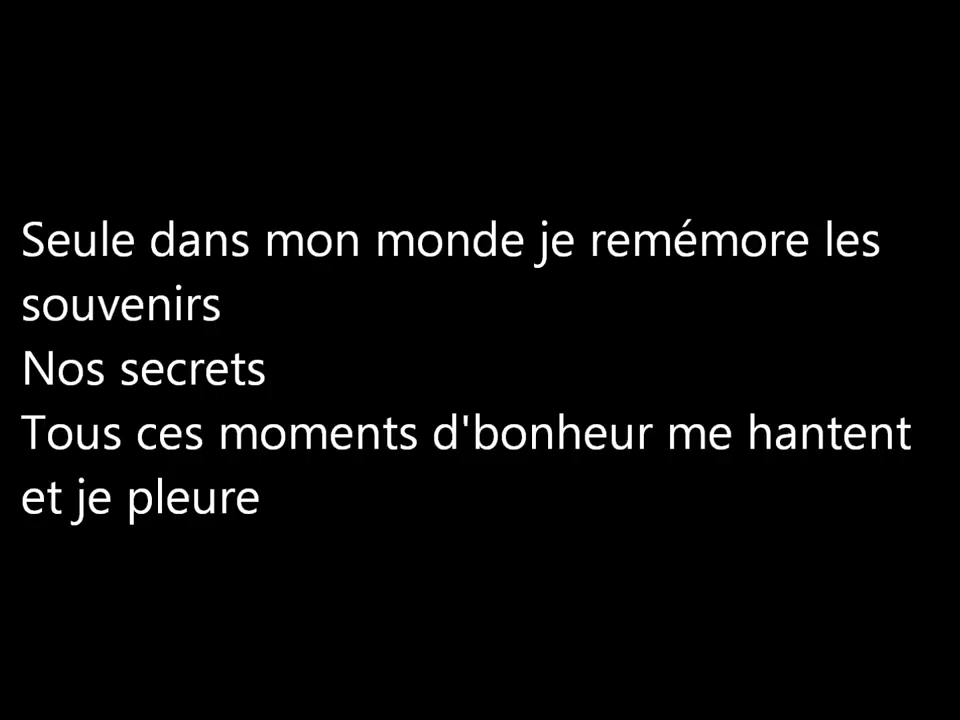 Seule dans mon monde je remémore les
souvenirs
Nos secrets
Tous ces moments d'bonheur me hantent
et je pleure